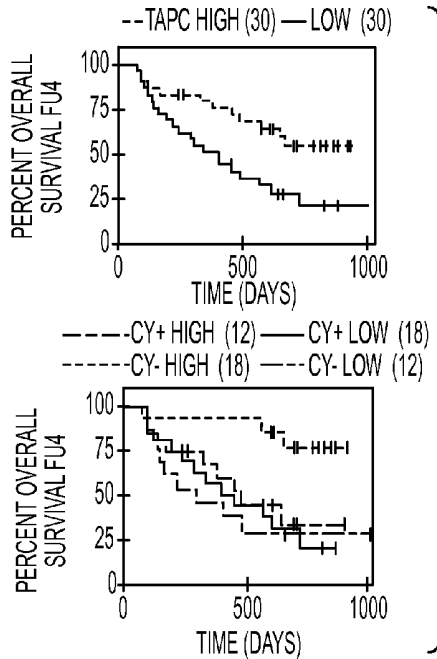 TAPC HIGH (30) LOW (30)
PERCENT OVERALL
SURVIVAL FU4
100
75
50
25
0
0 500 1000
TIME (DAYS)
CY+ HIGH (12) CY+ LOW (18)
CY- HIGH (18) CY- LOW (12)
PERCENT OVERALL
SURVIVAL FU4
100
75
50
25
0
0 500 1000
TIME (DAYS)